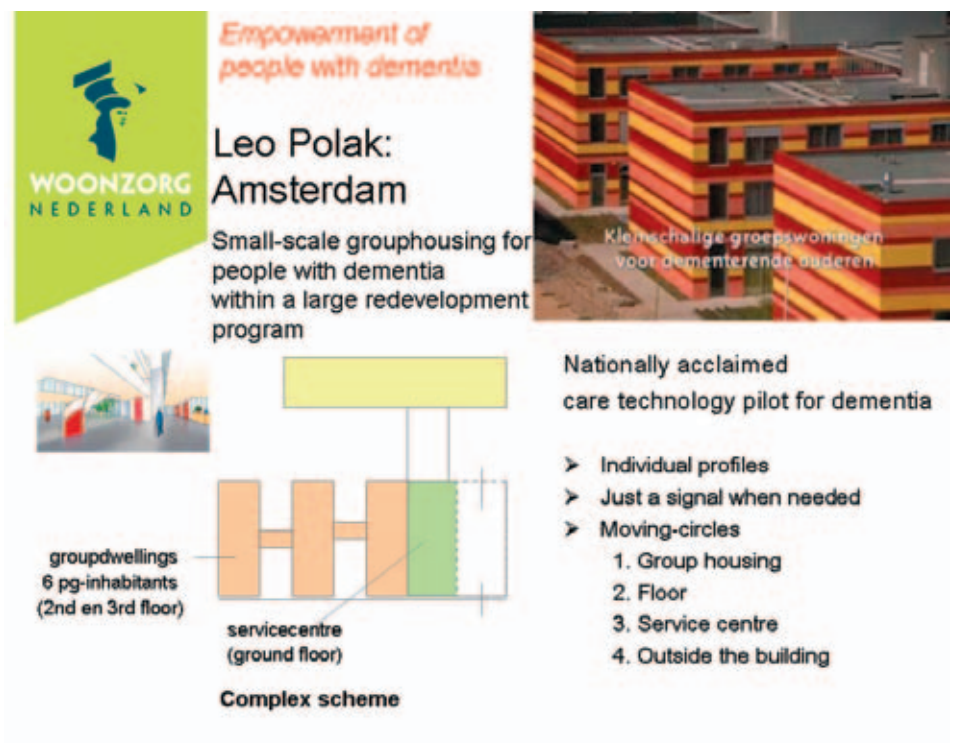 Empowerment of
people with dementia
WOONZORG
NEDERLAND
Leo Polak:
Amsterdam
Small-scale grouphousing for
people with dementia
within a large redevelopment
program
Kleinschalige groepswoningen
voor dementerende ouderen
groupdwellings
6 pg-inhabitants
(2nd en 3rd floor)
servicecentre
(ground floor)
Complex scheme
Nationally acclaimed
care technology pilot for dementia
➢ Individual profiles
➢ Just a signal when needed
➢ Moving-circles
1. Group housing
2. Floor
3. Service centre
4. Outside the building